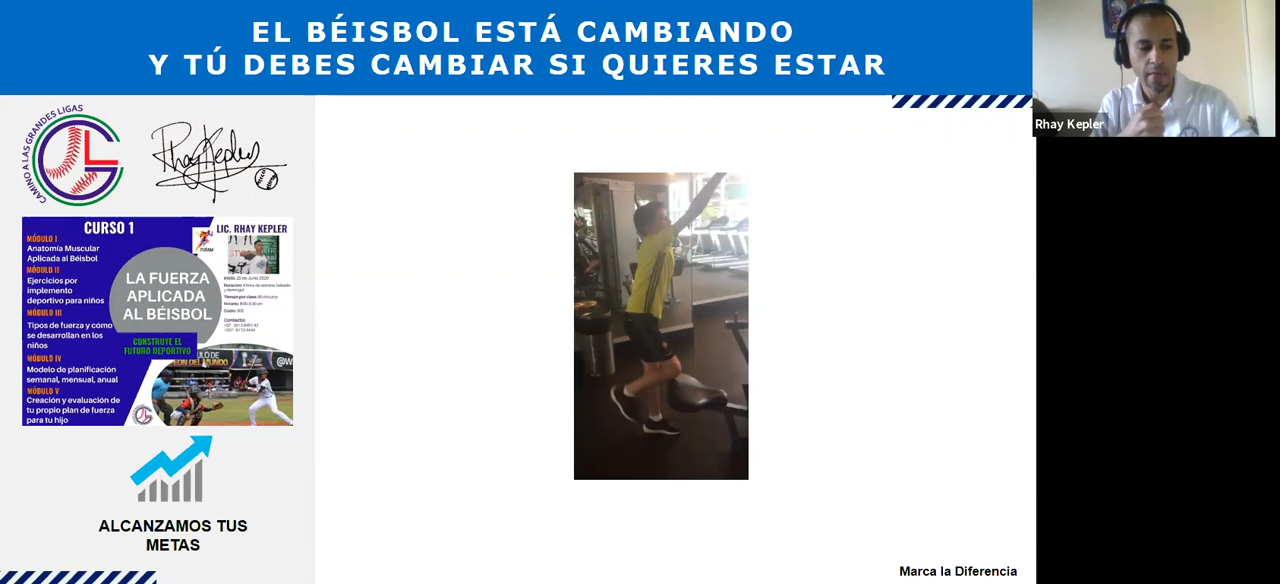 EL BÉISBOL ESTÁ CAMBIANDO
Y TÚ DEBES CAMBIAR SI QUIERES ESTAR
Rhay Kepler
CAMINO A LAS GRANDES LIGAS
Rhay Kepler
CURSO 1
MÓDULO I
Anatomía Muscular
Aplicada al Béisbol
MÓDULO II
Ejercicios por
implemento
deportivo para niños
MÓDULO III
Tipos de fuerza y cómo
se desarrollan en los
niños
MÓDULO IV
Modelo de planificación
semanal, mensual, anual
MÓDULO V
Creación y evaluación de
tu propio plan de fuerza
para tu hijo
LA FUERZA
APLICADA
AL BÉISBOL
CONSTRUYE EL
FUTURO DEPORTIVO
LIC. RHAY KEPLER
ALCANZAMOS TUS
METAS
Marca la Diferencia